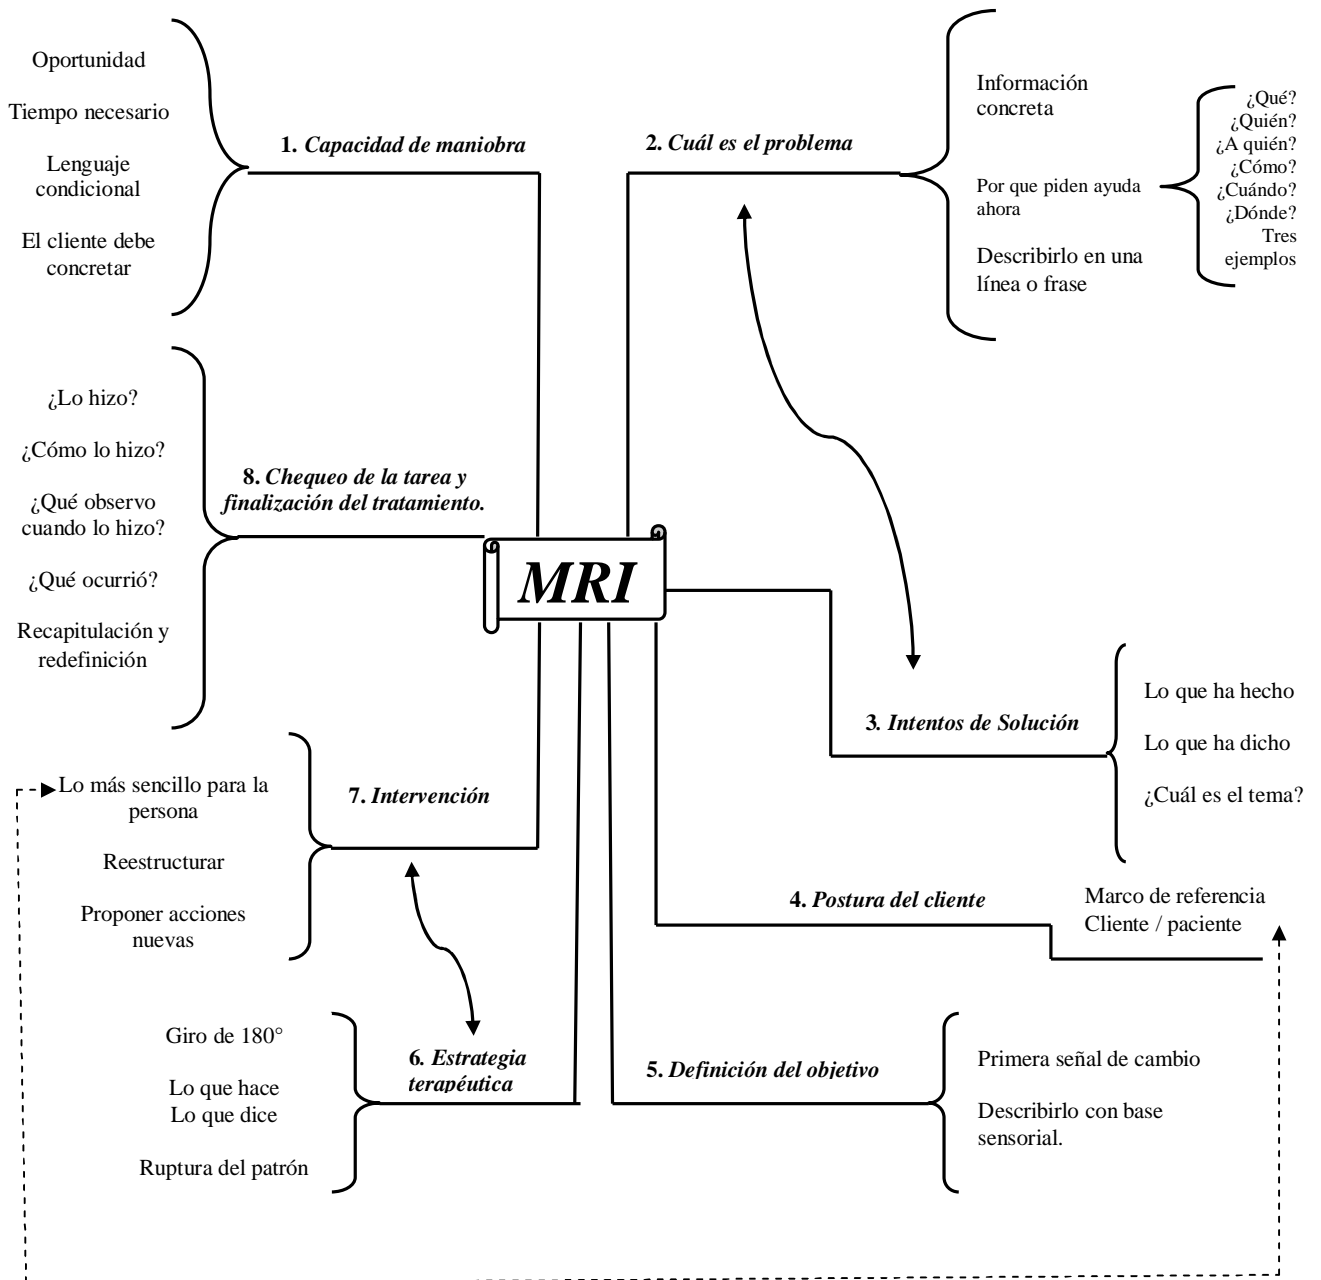 Oportunidad
Tiempo necesario
Lenguaje
condicional
El cliente debe
concretar
1. Capacidad de maniobra
2. Cuál es el problema
Información
concreta
Por que piden ayuda
ahora
Describirlo en una
línea o frase
¿Qué?
¿Quién?
¿A quién?
¿Cómo?
¿Cuándo?
¿Dónde?
Tres
ejemplos
¿Lo hizo?
¿Cómo lo hizo?
¿Qué observo
cuando lo hizo?
¿Qué ocurrió?
Recapitulación y
redefinición
8. Chequeo de la tarea y
finalización del tratamiento.
MRI
3. Intentos de Solución
Lo que ha hecho
Lo que ha dicho
¿Cuál es el tema?
Lo más sencillo para la
persona
Reestructurar
Proponer acciones
nuevas
7. Intervención
4. Postura del cliente
Marco de referencia
Cliente / paciente
Giro de 180°
Lo que hace
Lo que dice
Ruptura del patrón
6. Estrategia
terapéutica
5. Definición del objetivo
Primera señal de cambio
Describirlo con base
sensorial.